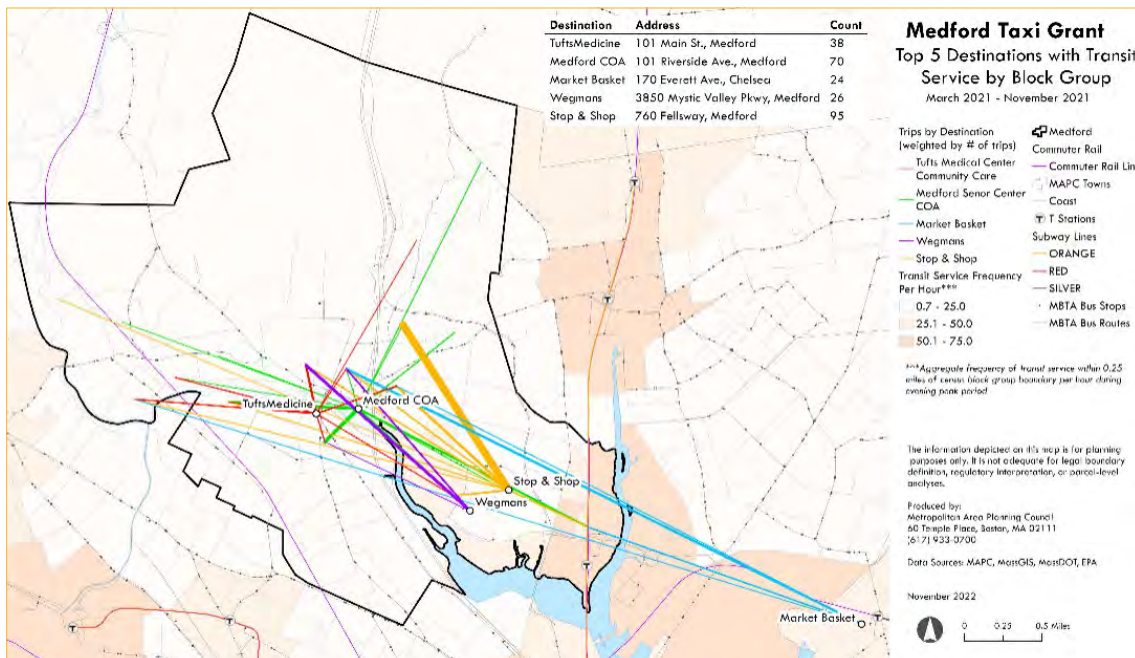 Destination Address Count
TuftsMedicine 101 Main St., Medford 38
Medford COA 101 Riverside Ave., Medford 70
Market Basket 170 Everett Ave., Chelsea 24
Wegmans 3850 Mystic Valley Pkwy, Medford 26
Stop & Shop 760 Fellsway, Medford 95
Medford Taxi Grant
Top 5 Destinations with Transit
Service by Block Group
March 2021 - November 2021
Trips by Destination
(weighted by # of trips)
Tufts Medical Center
Community Care
Medford Senor Center
COA
Market Basket
Wegmans
Stop & Shop
Transit Service Frequency
Per Hour***
0.7 - 25.0
25.1 - 50.0
50.1 - 75.0
Medford
Commuter Rail
Commuter Rail Lin
MAPC Towns
Coast
T Stations
Subway Lines
ORANGE
RED
SILVER
MBTA Bus Stops
MBTA Bus Routes
***Aggregate frequency of transit service within 0.25
miles of census block group boundary per hour during
evening peak period
The information depicted on this map is for planning
purposes only. It is not adequate for legal boundary
definition, regulatory interpretation, or parcel-level
analyses.
Produced by:
Metropolitan Area Planning Council
60 Temple Place, Boston, MA 02111
(617) 933-0700
Data Sources: MAPC, MassGIS, MassDOT, EPA
November 2022
0 0.25 0.5 Miles
T
T
TuftsMedicine
Medford COA
Stop & Shop
Wegmans
T
Market Basket
T
T
T